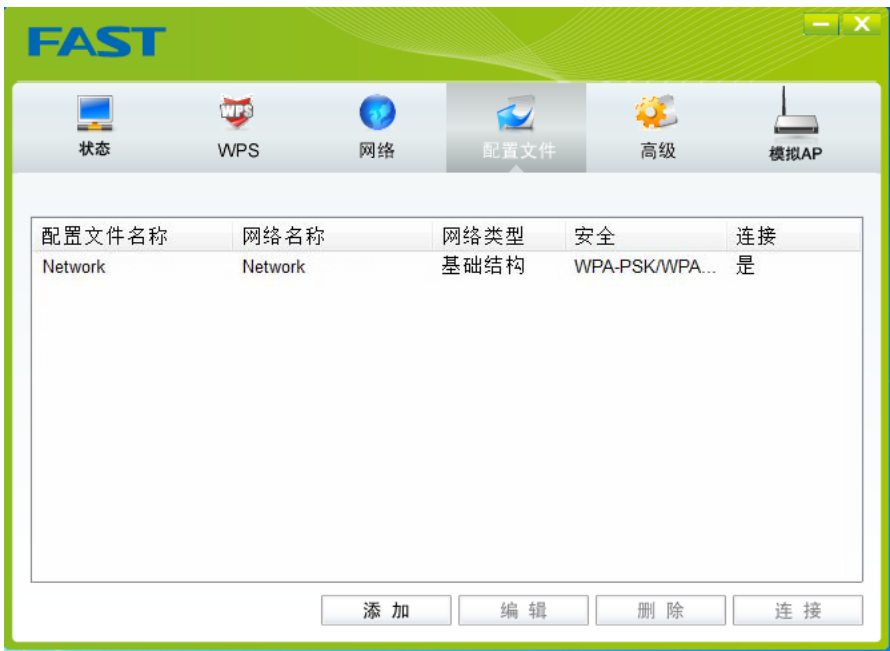 FAST
WPS
状态 WPS 网络 配置文件 高级 模拟AP
配置文件名称 网络名称 网络类型 安全 连接
Network Network 基础结构 WPA-PSK/WPA... 是
添加 编辑 删除 连接